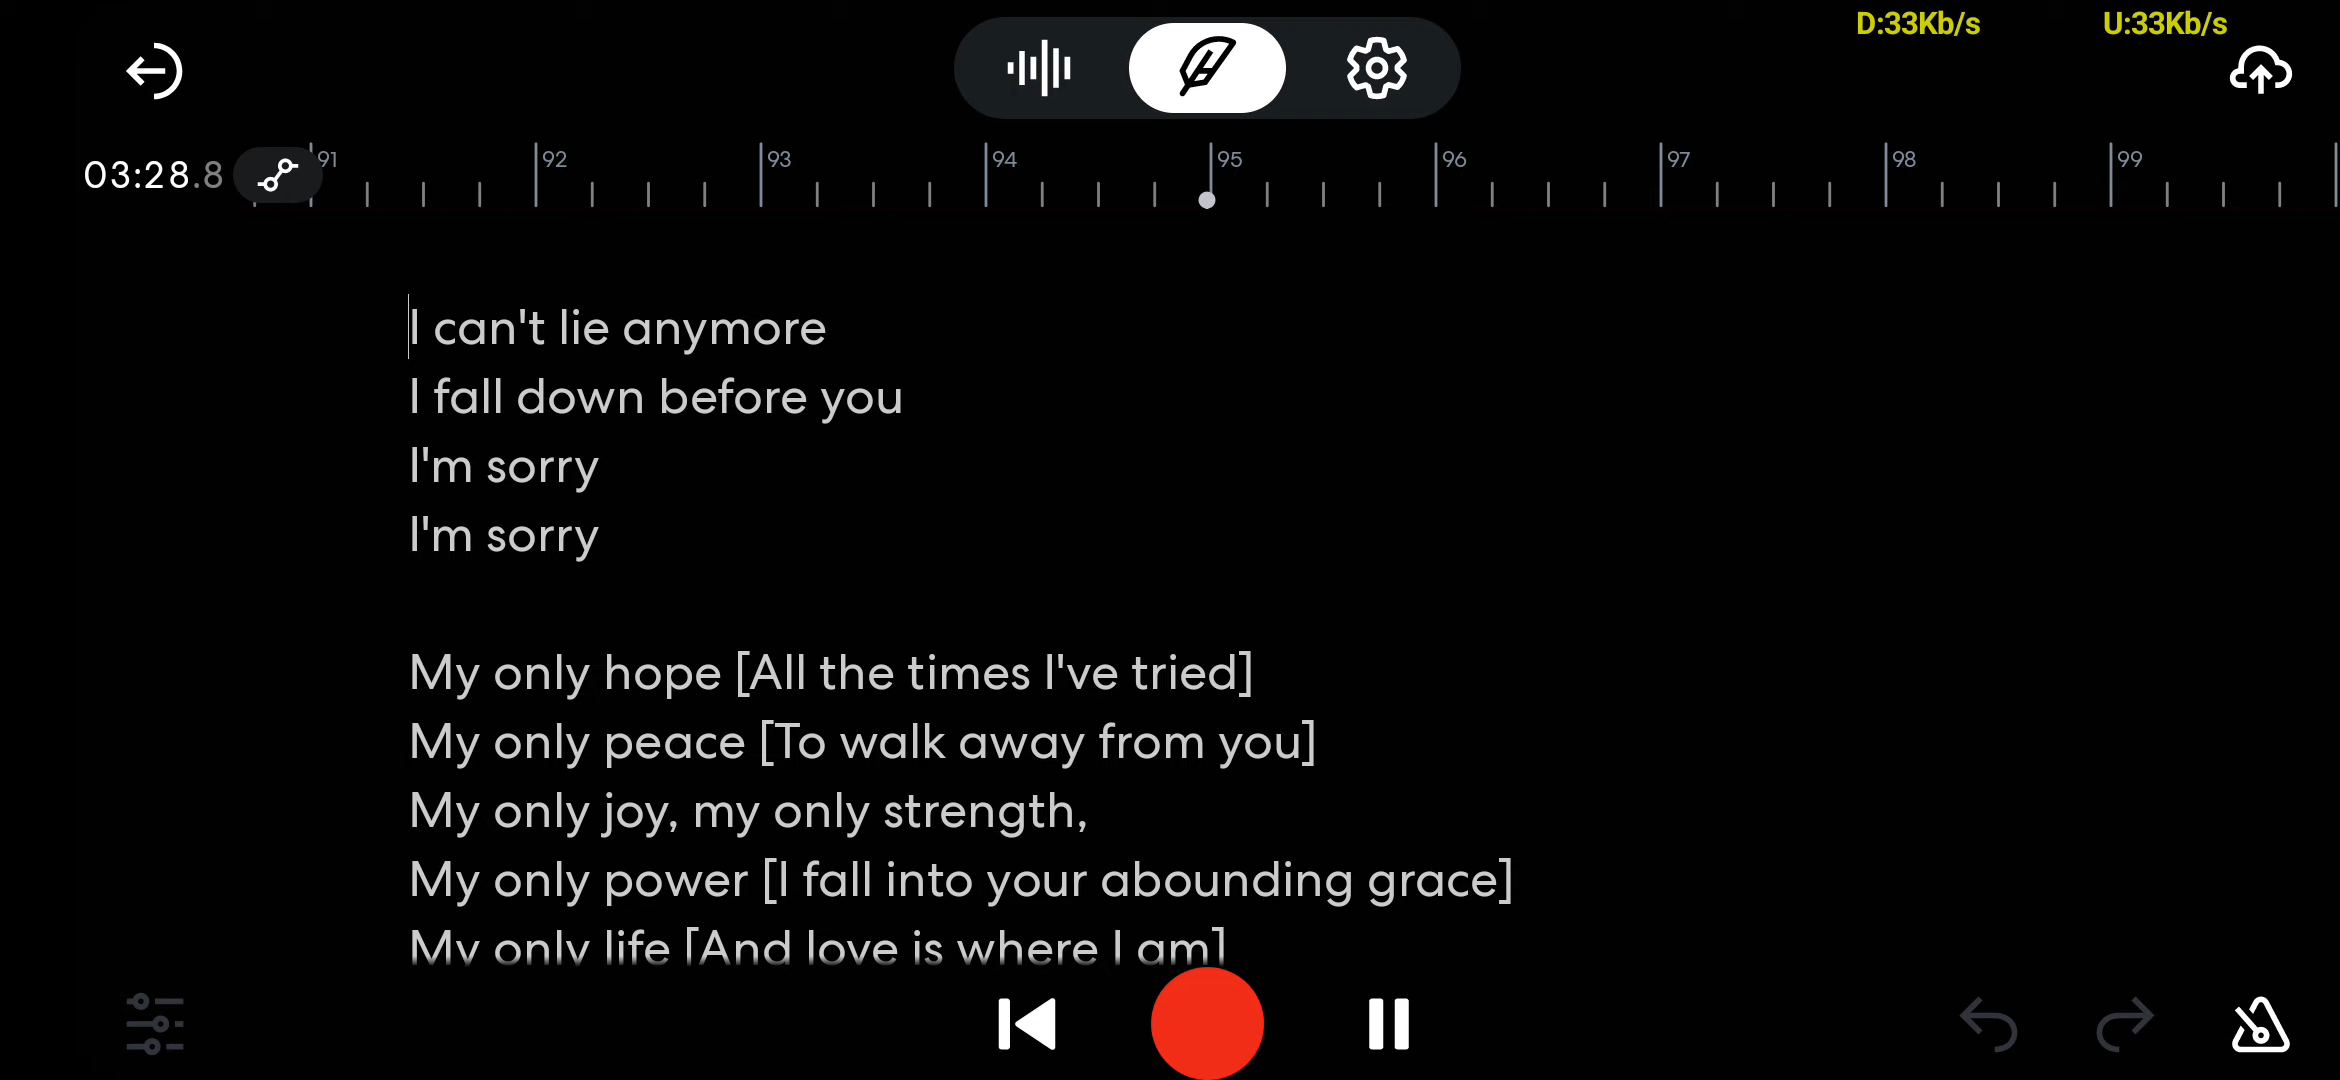 D:33Kb/s U:33Kb/s
03:28.8 91 92 93 94 95 96 97 98 99
I can't lie anymore
I fall down before you
I'm sorry
I'm sorry
My only hope [All the times I've tried]
My only peace [To walk away from you]
My only joy, my only strength,
My only power [I fall into your abounding grace]
My only life [And love is where I am]